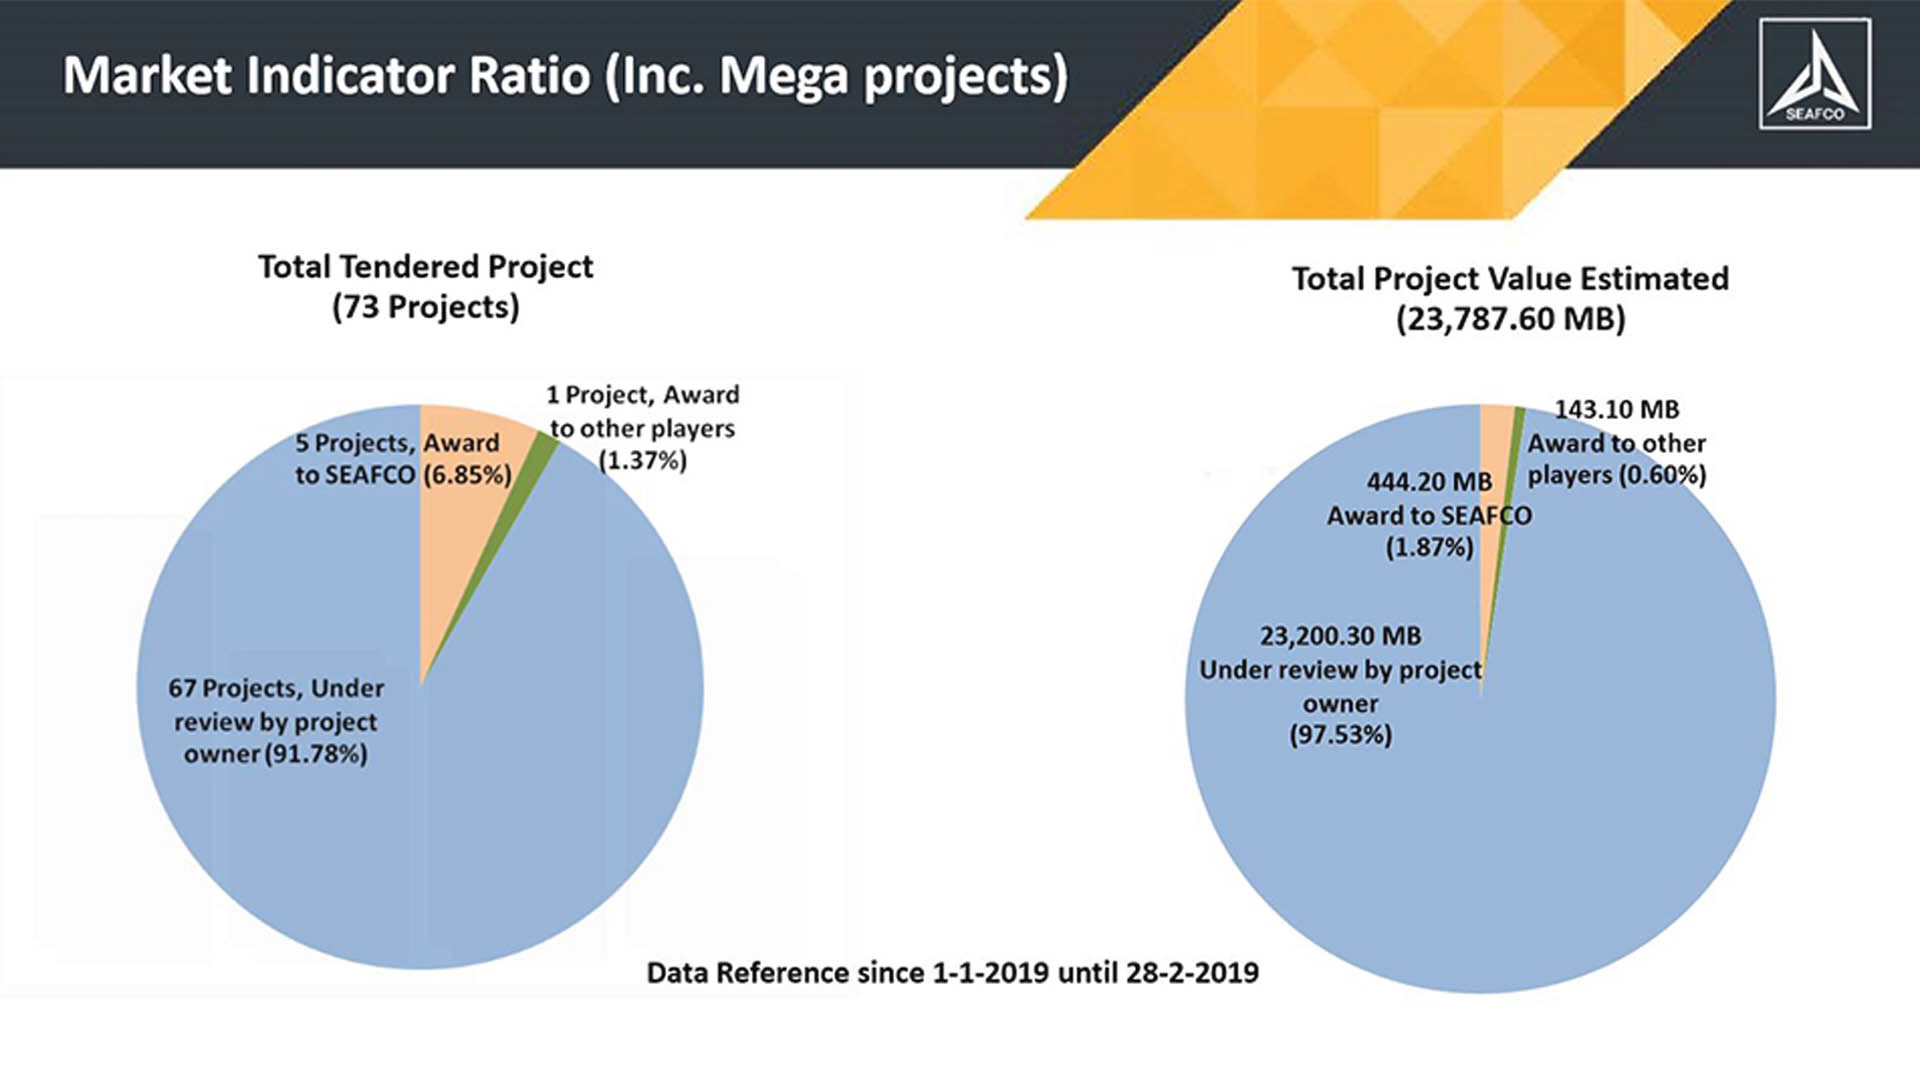 Market Indicator Ratio (Inc. Mega projects)
SEAFCO
Total Tendered Project
(73 Projects)
1 Project, Award
to other players
(1.37%)
5 Projects, Award
to SEAFCO (6.85%)
67 Projects, Under
review by project
owner (91.78%)
Total Project Value Estimated
(23,787.60 MB)
143.10 MB
Award to other
players (0.60%)
444.20 MB
Award to SEAFCO
(1.87%)
23,200.30 MB
Under review by project
owner
(97.53%)
Data Reference since 1-1-2019 until 28-2-2019